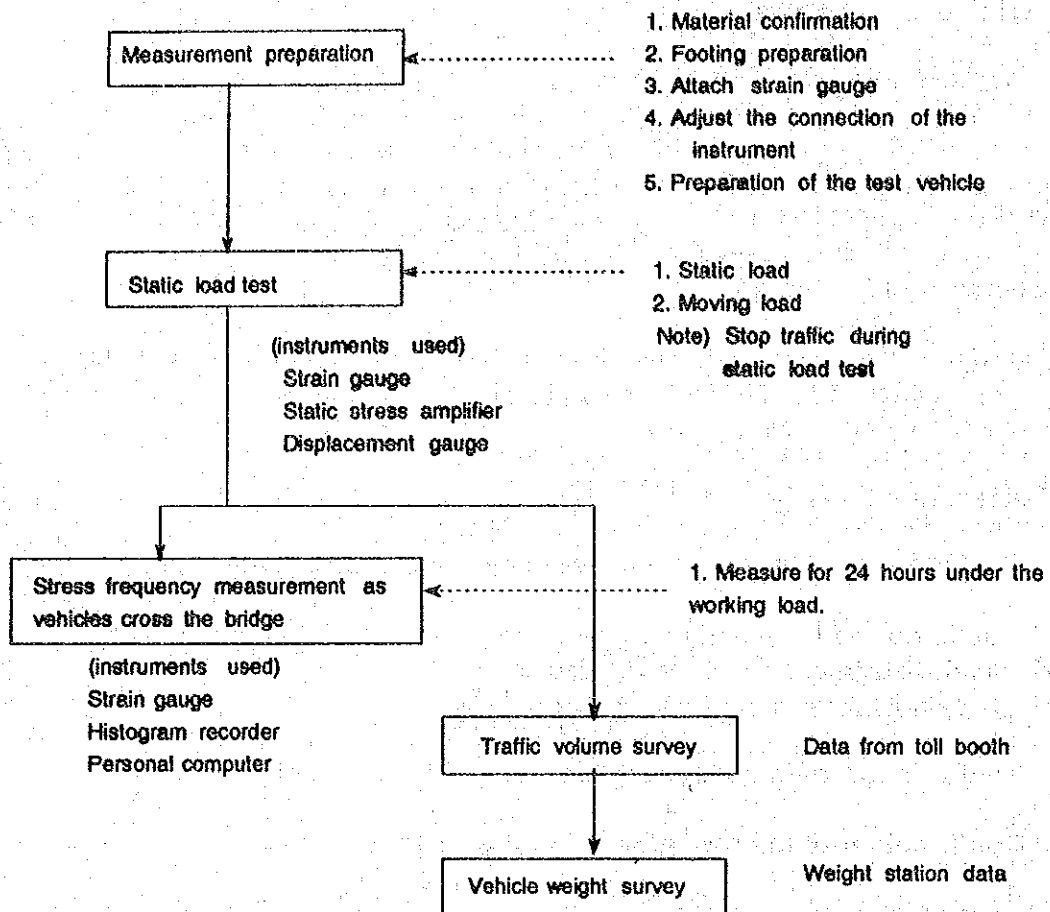 Measurement preparation
1. Material confirmation
2. Footing preparation
3. Attach strain gauge
4. Adjust the connection of the
instrument
5. Preparation of the test vehicle
Static load test
1. Static load
2. Moving load
Note) Stop traffic during
static load test
(instruments used)
Strain gauge
Static stress amplifier
Displacement gauge
Stress frequency measurement as
vehicles cross the bridge
1. Measure for 24 hours under the
working load.
(instruments used)
Strain gauge
Histogram recorder
Personal computer
Traffic volume survey
Data from toll booth
Vehicle weight survey
Weight station data